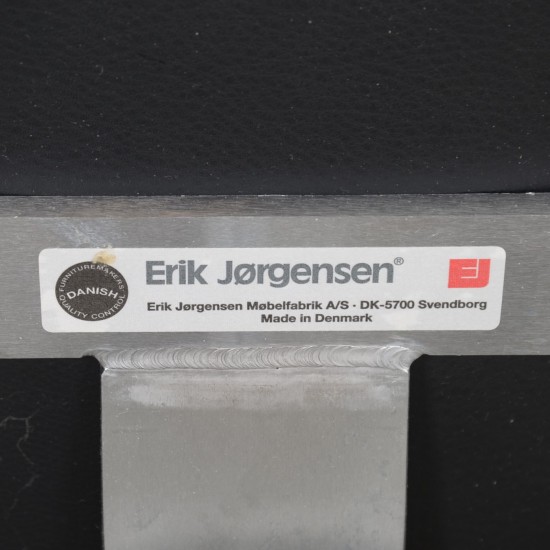 FURNITUREMAKERS
DANISH
QUALITY CONTROL
Erik Jørgensen®
EJ
Erik Jørgensen Møbelfabrik A/S · DK-5700 Svendborg
Made in Denmark